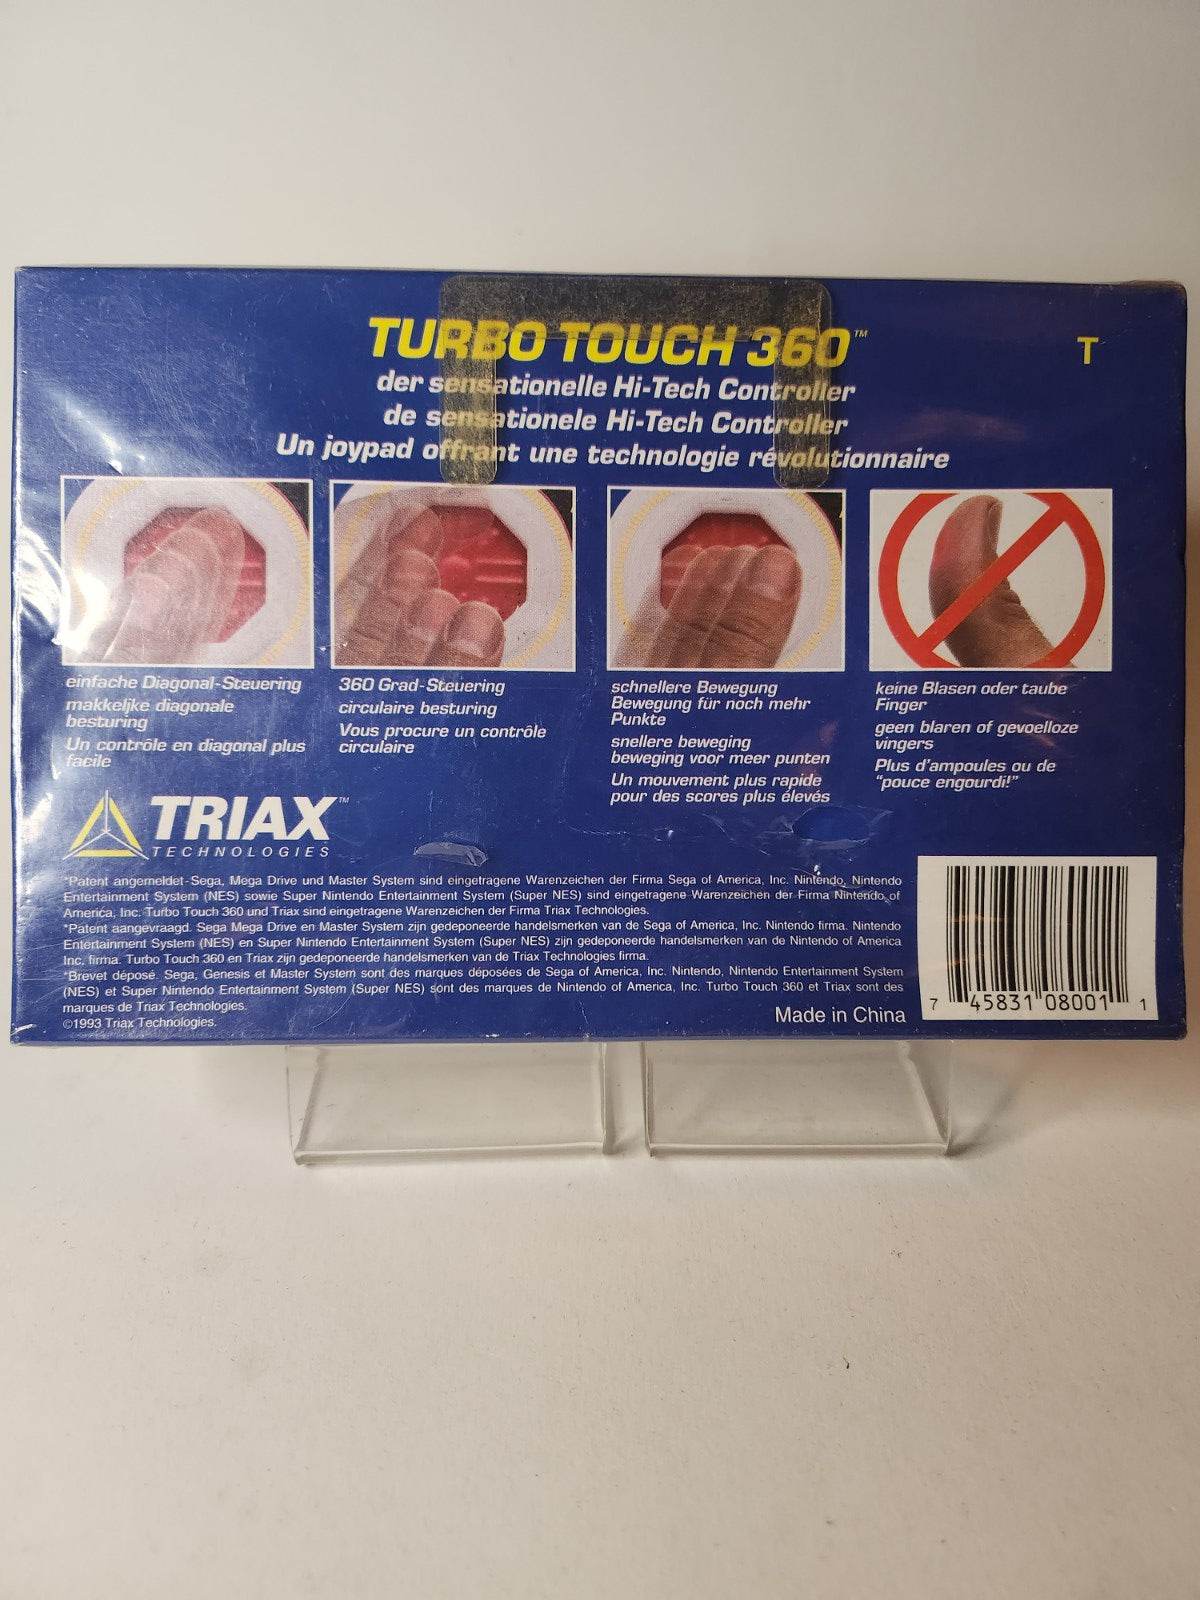 TURBO TOUCH 360™
T
der sensationelle Hi-Tech Controller
de sensationele Hi-Tech Controller
Un joypad offrant une technologie révolutionnaire
einfache Diagonal-Steuering
makkelijke diagonale
besturing
Un contrôle en diagonal plus
facile
360 Grad-Steuering
circulaire besturing
Vous procure un contrôle
circulaire
schnellere Bewegung
Bewegung für noch mehr
Punkte
snellere beweging
beweging voor meer punten
Un mouvement plus rapide
pour des scores plus élevés
keine Blasen oder taube
Finger
geen blaren of gevoelloze
vingers
Plus d'ampoules ou de
"pouce engourdi!"
TRIAX™
TECHNOLOGIES
*Patent angemeldet-Sega, Mega Drive und Master System sind eingetragene Warenzeichen der Firma Sega of America, Inc. Nintendo, Nintendo
Entertainment System (NES) sowie Super Nintendo Entertainment System (Super NES) sind eingetragene Warenzeichen der Firma Nintendo of
America, Inc. Turbo Touch 360 und Triax sind eingetragene Warenzeichen der Firma Triax Technologies.
*Patent aangevraagd. Sega Mega Drive en Master System zijn gedeponeerde handelsmerken van de Sega of America, Inc. Nintendo firma. Nintendo
Entertainment System (NES) en Super Nintendo Entertainment System (Super NES) zijn gedeponeerde handelsmerken van de Nintendo of America
Inc. firma. Turbo Touch 360 en Triax zijn gedeponeerde handelsmerken van de Triax Technologies firma.
*Brevet déposé. Sega, Genesis et Master System sont des marques déposées de Sega of America, Inc. Nintendo, Nintendo Entertainment System
(NES) et Super Nintendo Entertainment System (Super NES) sont des marques de Nintendo of America, Inc. Turbo Touch 360 et Triax sont des
marques de Triax Technologies.
©1993 Triax Technologies.
Made in China
7 45831 08001 1